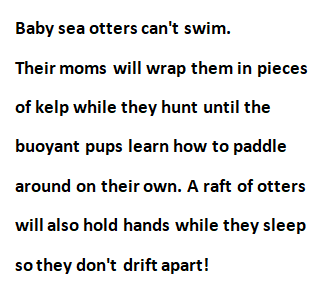 Baby sea otters can't swim.
Their moms will wrap them in pieces
of kelp while they hunt until the
buoyant pups learn how to paddle
around on their own. A raft of otters
will also hold hands while they sleep
so they don't drift apart!